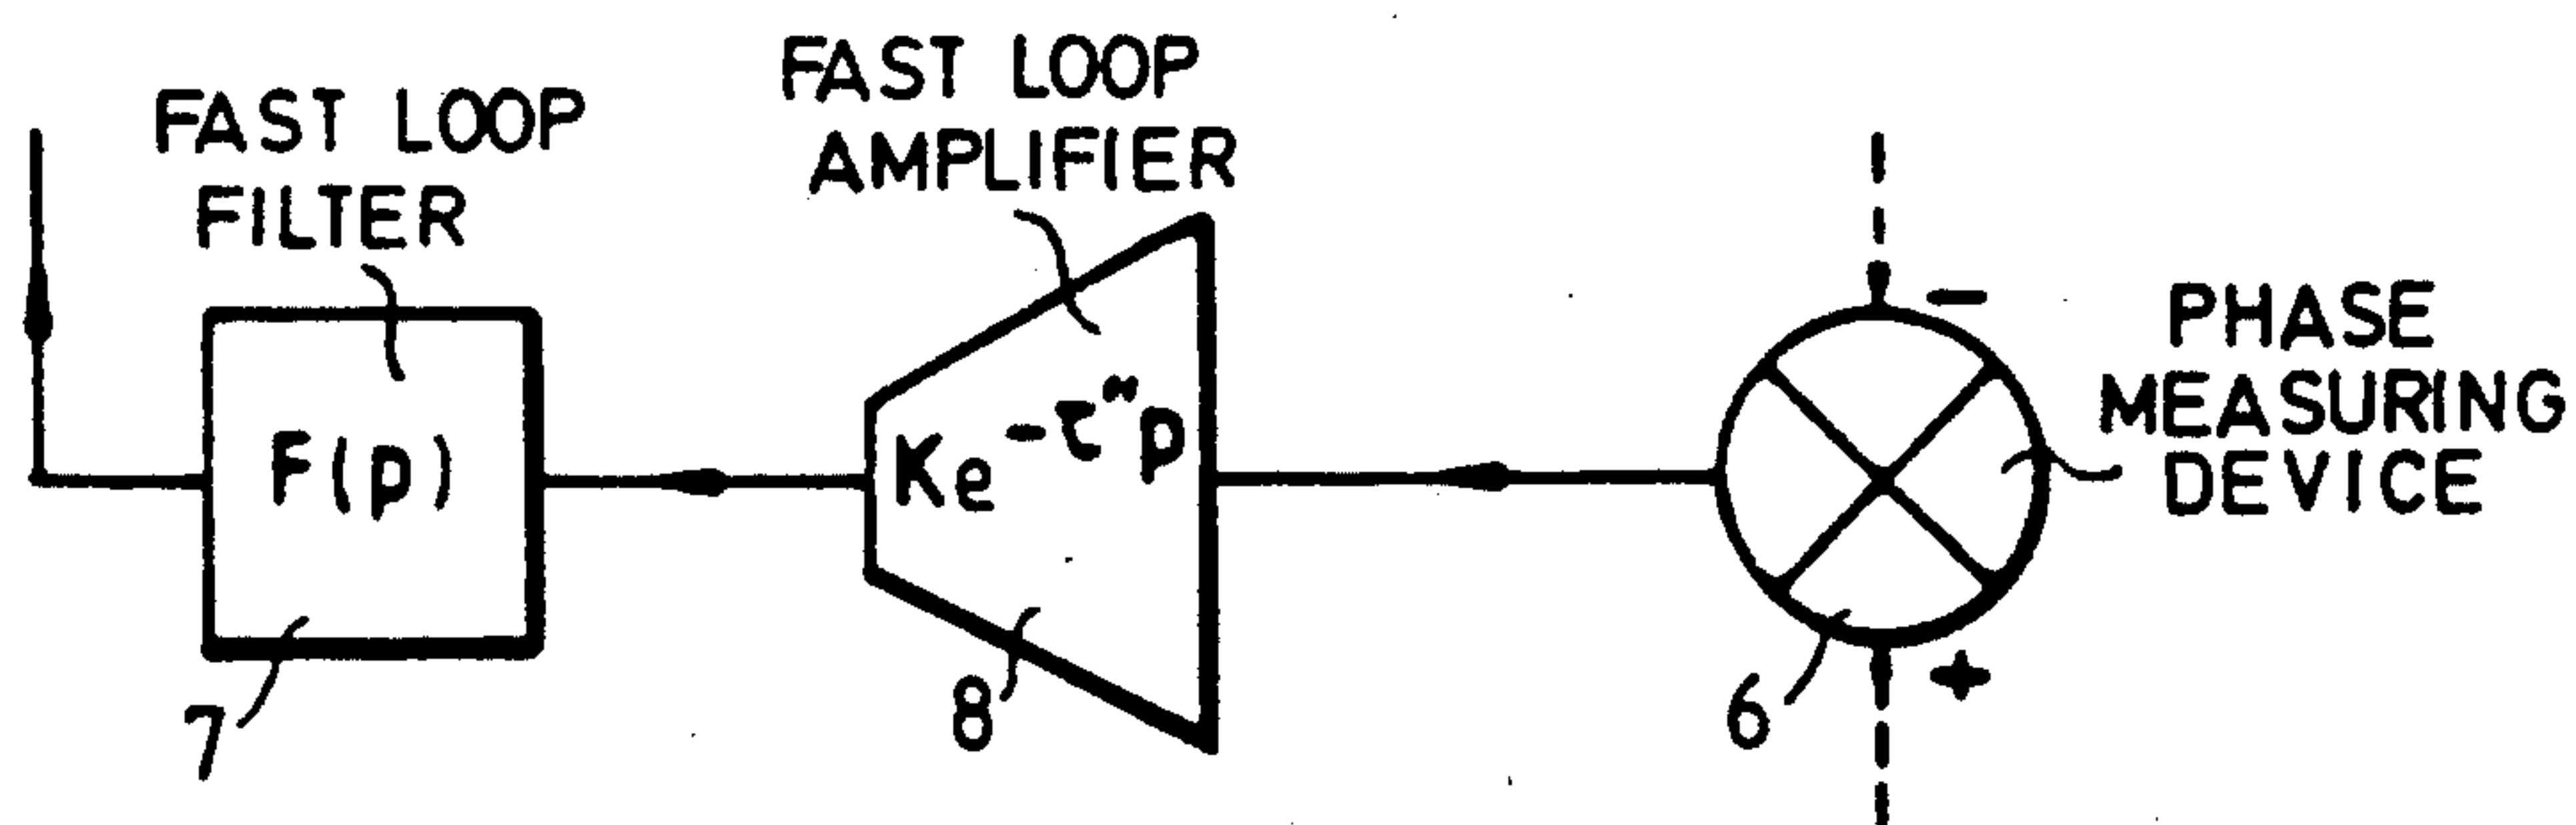 FAST LOOP
FILTER
F(p)
7
FAST LOOP
AMPLIFIER
Ke^-τ"p
8
-
PHASE
MEASURING
DEVICE
6
+